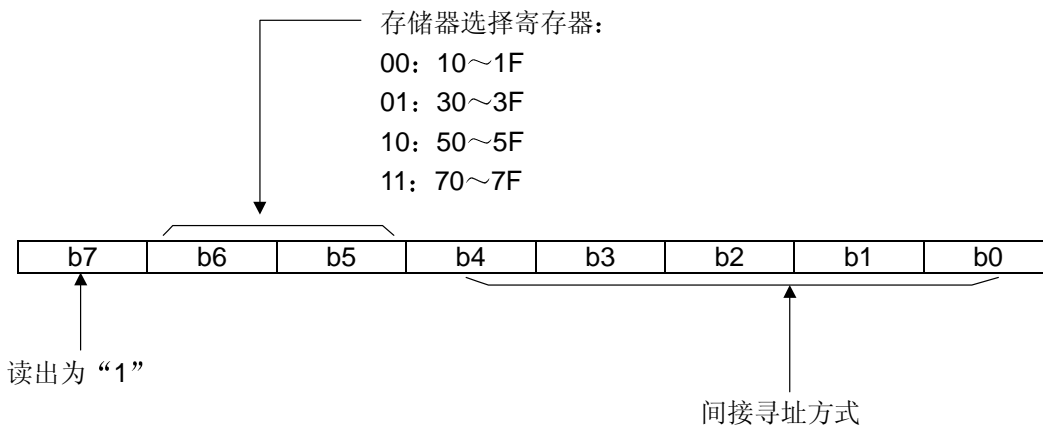 存储器选择寄存器：
00：10～1F
01：30～3F
10：50～5F
11：70～7F
b7 b6 b5 b4 b3 b2 b1 b0
读出为“1”
间接寻址方式